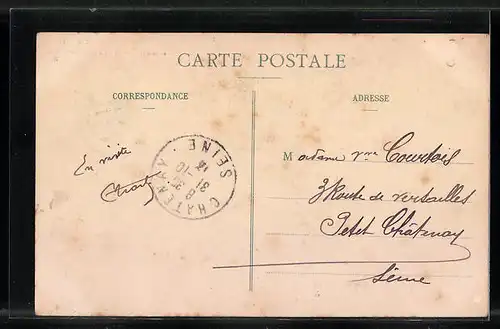 CARTE POSTALE
CORRESPONDANCE
ADRESSE
En visite
Madame Vve Courtois
3 Route de versailles
Petit Châtenay
Seine
CHATENAY
SEINE